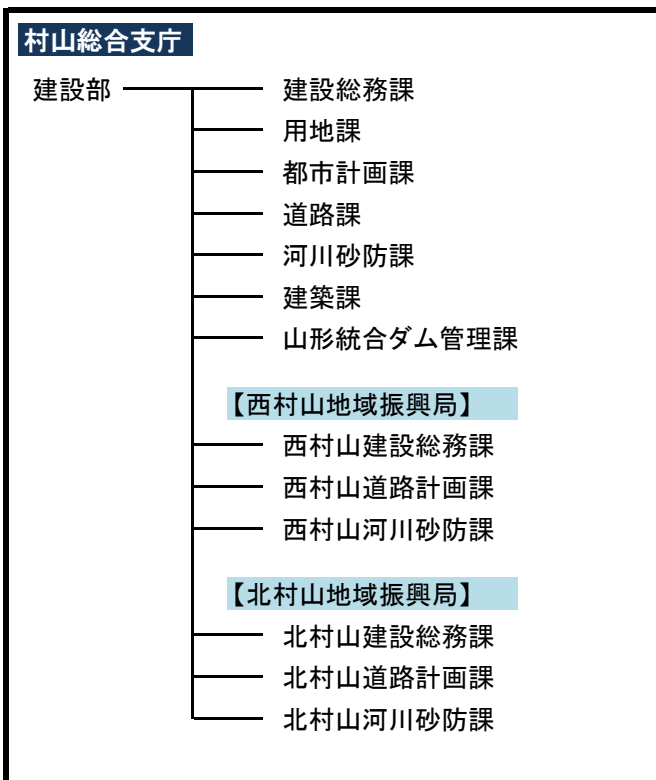 村山総合支庁
建設部 建設総務課
用地課
都市計画課
道路課
河川砂防課
建築課
山形統合ダム管理課
【西村山地域振興局】
西村山建設総務課
西村山道路計画課
西村山河川砂防課
【北村山地域振興局】
北村山建設総務課
北村山道路計画課
北村山河川砂防課